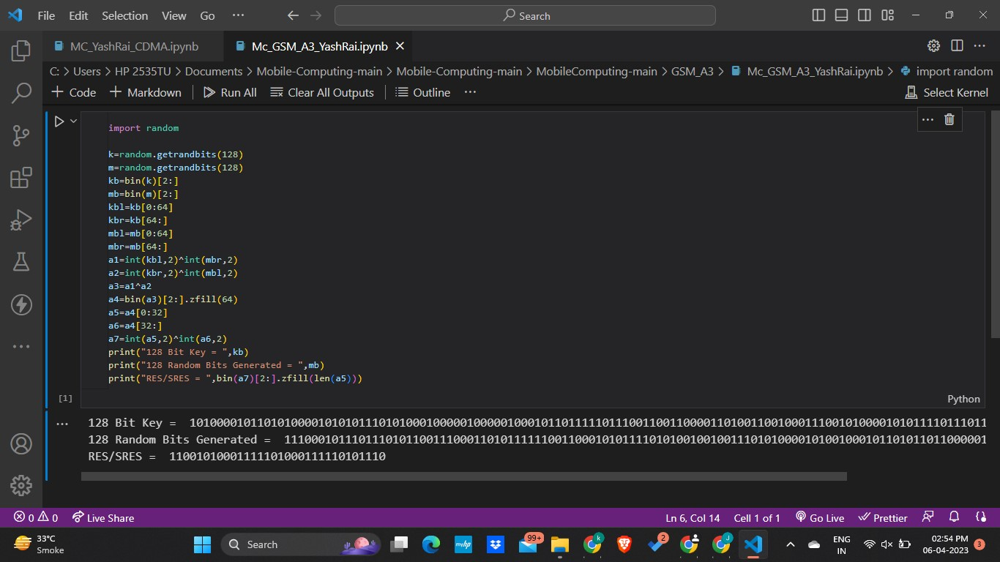 File Edit Selection View Go ··· Search
MC_YashRai_CDMA.ipynb Mc_GSM_A3_YashRai.ipynb
C: > Users > HP 2535TU > Documents > Mobile-Computing-main > Mobile-Computing-main > MobileComputing-main > GSM_A3 > Mc_GSM_A3_YashRai.ipynb > import random
+ Code + Markdown Run All Clear All Outputs Outline ··· Select Kernel
import random
k=random.getrandbits(128)
m=random.getrandbits(128)
kb=bin(k)[2:]
mb=bin(m)[2:]
kbl=kb[0:64]
kbr=kb[64:]
mbl=mb[0:64]
mbr=mb[64:]
a1=int(kbl,2)^int(mbr,2)
a2=int(kbr,2)^int(mbl,2)
a3=a1^a2
a4=bin(a3)[2:].zfill(64)
a5=a4[0:32]
a6=a4[32:]
a7=int(a5,2)^int(a6,2)
print("128 Bit Key = ",kb)
print("128 Random Bits Generated = ",mb)
print("RES/SRES = ",bin(a7)[2:].zfill(len(a5)))
[1] Python
128 Bit Key =
128 Random Bits Generated =
RES/SRES = 11001010001111101000111110101110
0 0 Live Share Ln 6, Col 14 Cell 1 of 1 Go Live Prettier
33°C
Smoke
Search
myhp
99+
k
2
J
ENG
IN
02:54 PM
06-04-2023
3